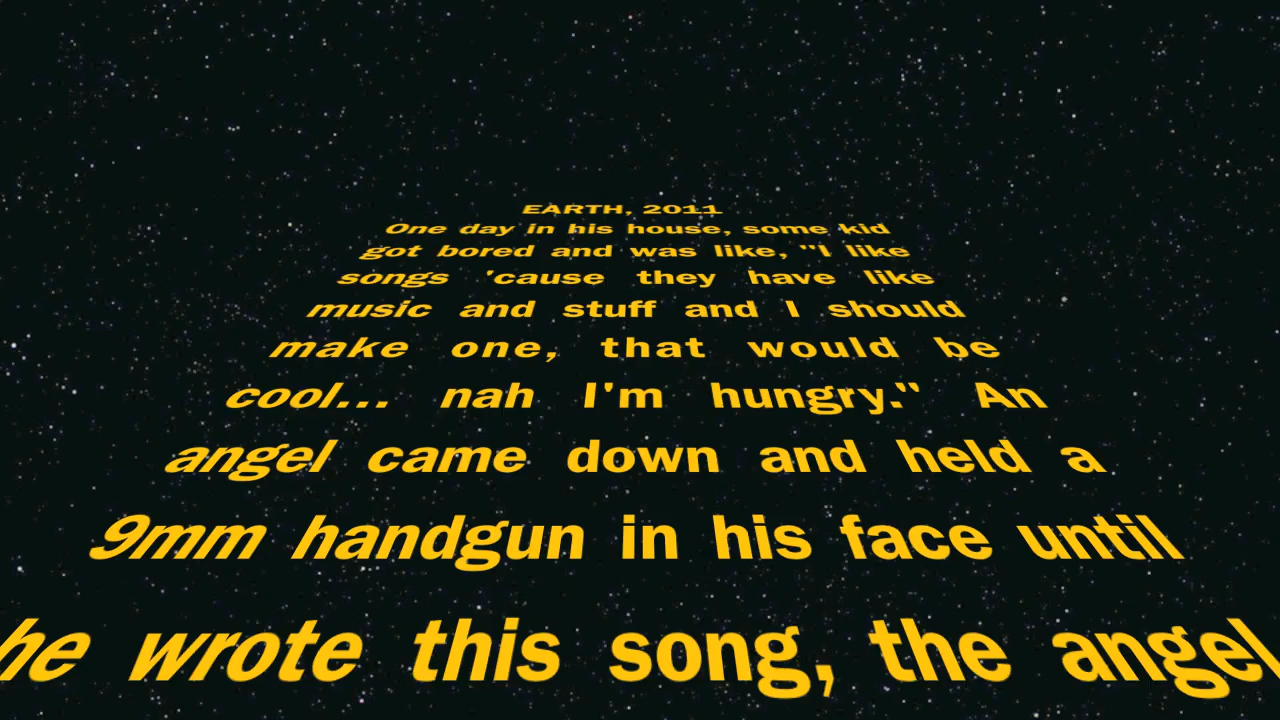 EARTH, 2011
One day in his house, some kid
got bored and was like, "I like
songs 'cause they have like
music and stuff and I should
make one, that would be
cool... nah I'm hungry." An
angel came down and held a
9mm handgun in his face until
he wrote this song, the angel